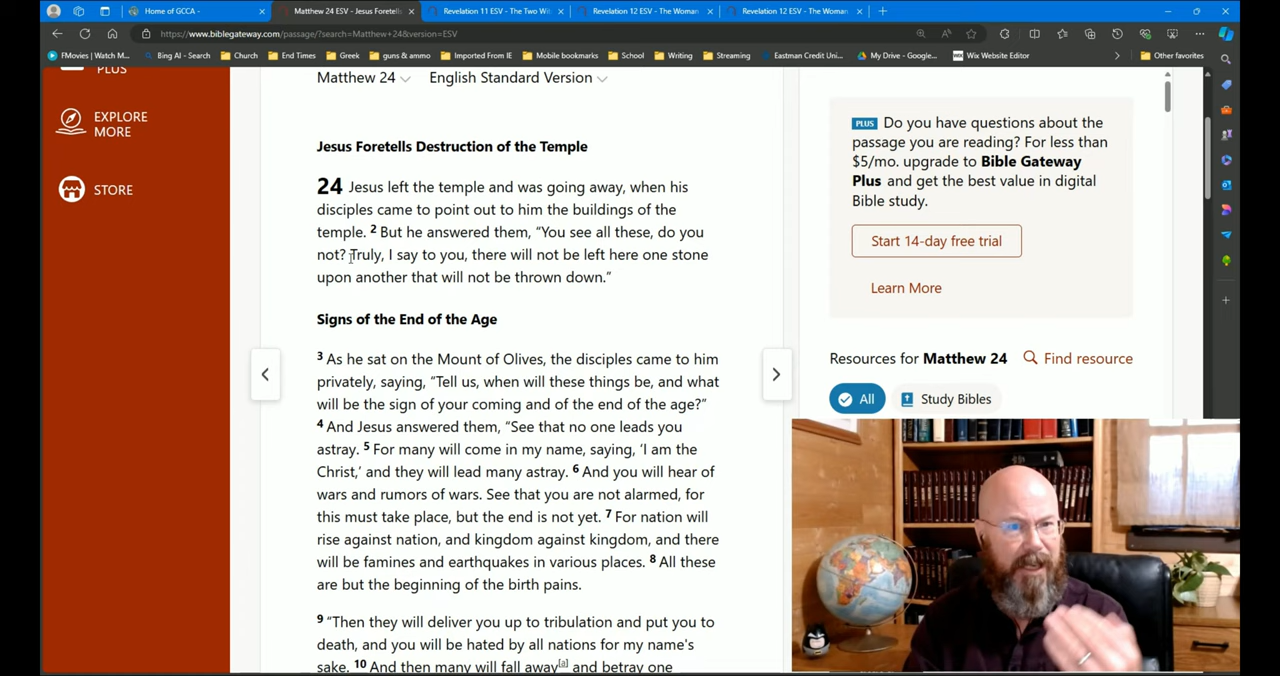 Home of GCCA -
Matthew 24 ESV - Jesus Foretells
Revelation 11 ESV - The Two Wi
Revelation 12 ESV - The Woman
Revelation 12 ESV - The Woman
https://www.biblegateway.com/passage/?search=Matthew+24&version=ESV
FMovies | Watch M...
Bing AI - Search
Church
End Times
Greek
guns & ammo
Imported From IE
Mobile bookmarks
School
Writing
Streaming
Eastman Credit Uni...
My Drive - Google...
Wix Website Editor
Other favorites
PLUS
EXPLORE
MORE
STORE
Matthew 24 English Standard Version
Jesus Foretells Destruction of the Temple
24 Jesus left the temple and was going away, when his
disciples came to point out to him the buildings of the
temple. 2 But he answered them, “You see all these, do you
not? Truly, I say to you, there will not be left here one stone
upon another that will not be thrown down.”
Signs of the End of the Age
3 As he sat on the Mount of Olives, the disciples came to him
privately, saying, “Tell us, when will these things be, and what
will be the sign of your coming and of the end of the age?”
4 And Jesus answered them, “See that no one leads you
astray. 5 For many will come in my name, saying, ‘I am the
Christ,’ and they will lead many astray. 6 And you will hear of
wars and rumors of wars. See that you are not alarmed, for
this must take place, but the end is not yet. 7 For nation will
rise against nation, and kingdom against kingdom, and there
will be famines and earthquakes in various places. 8 All these
are but the beginning of the birth pains.
9 “Then they will deliver you up to tribulation and put you to
death, and you will be hated by all nations for my name's
sake. 10 And then many will fall away[a] and betray one
PLUS Do you have questions about the
passage you are reading? For less than
$5/mo. upgrade to Bible Gateway
Plus and get the best value in digital
Bible study.
Start 14-day free trial
Learn More
Resources for Matthew 24 Find resource
All Study Bibles